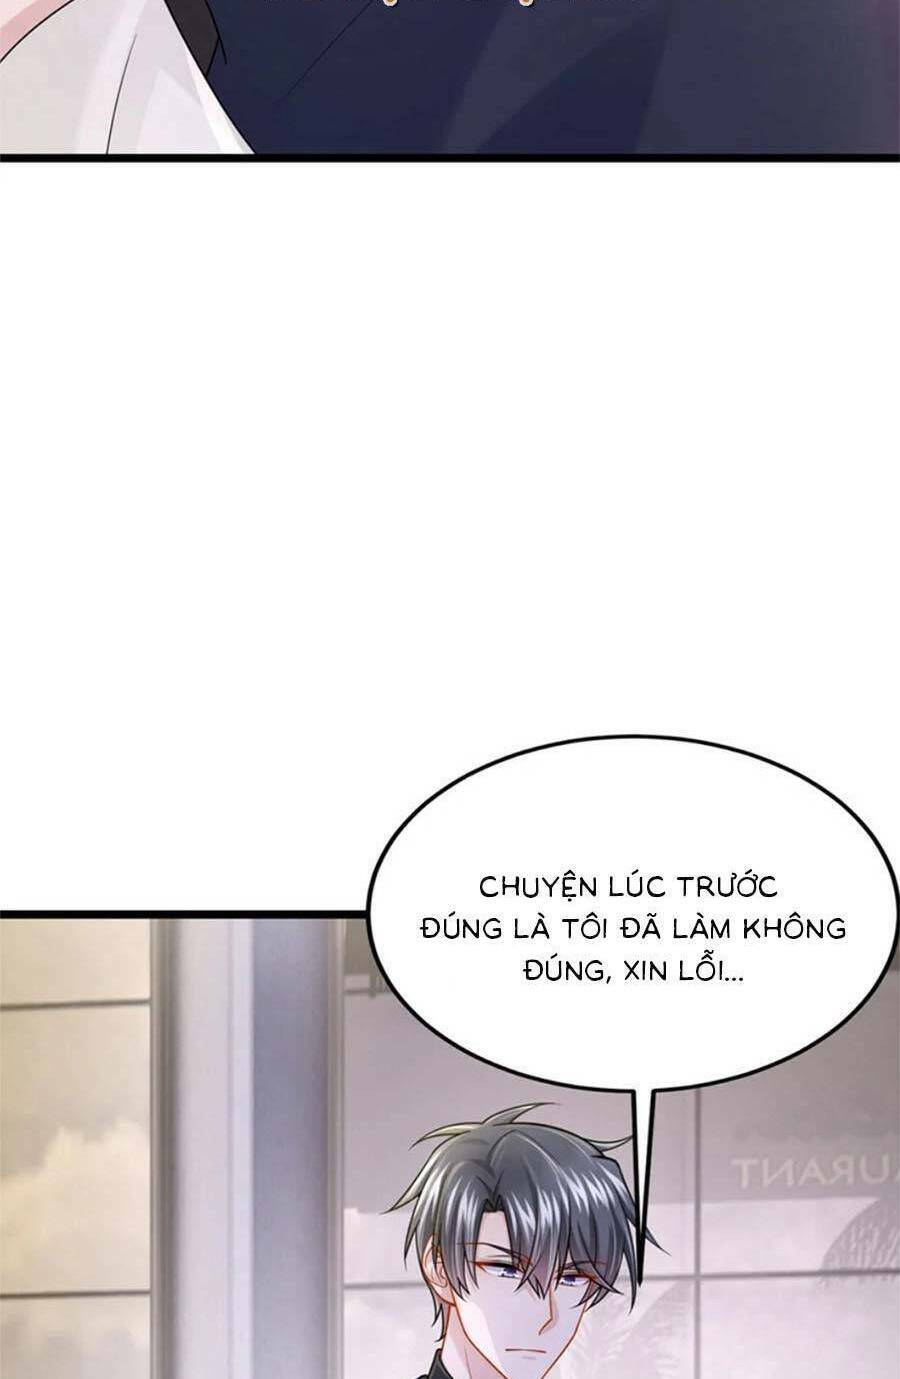 CHUYỆN LÚC TRƯỚC
ĐÚNG LÀ TÔI ĐÃ LÀM KHÔNG
ĐÚNG, XIN LỖI...